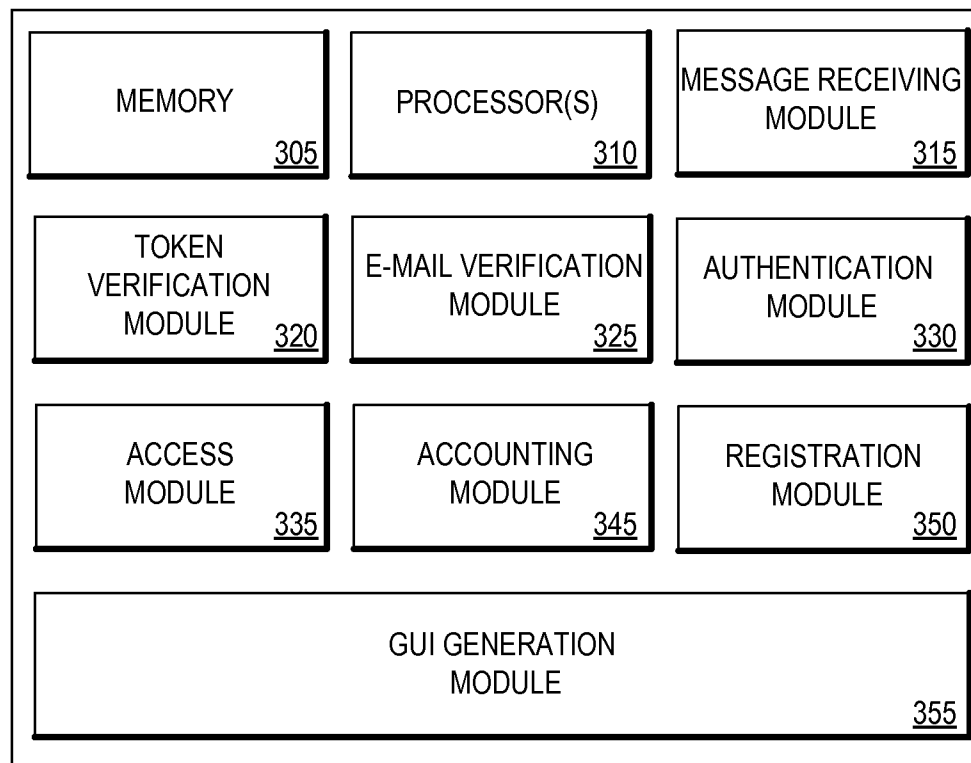 MEMORY
305
PROCESSOR(S)
310
MESSAGE RECEIVING
MODULE
315
TOKEN
VERIFICATION
MODULE
320
E-MAIL VERIFICATION
MODULE
325
AUTHENTICATION
MODULE
330
ACCESS
MODULE
335
ACCOUNTING
MODULE
345
REGISTRATION
MODULE
350
GUI GENERATION
MODULE
355